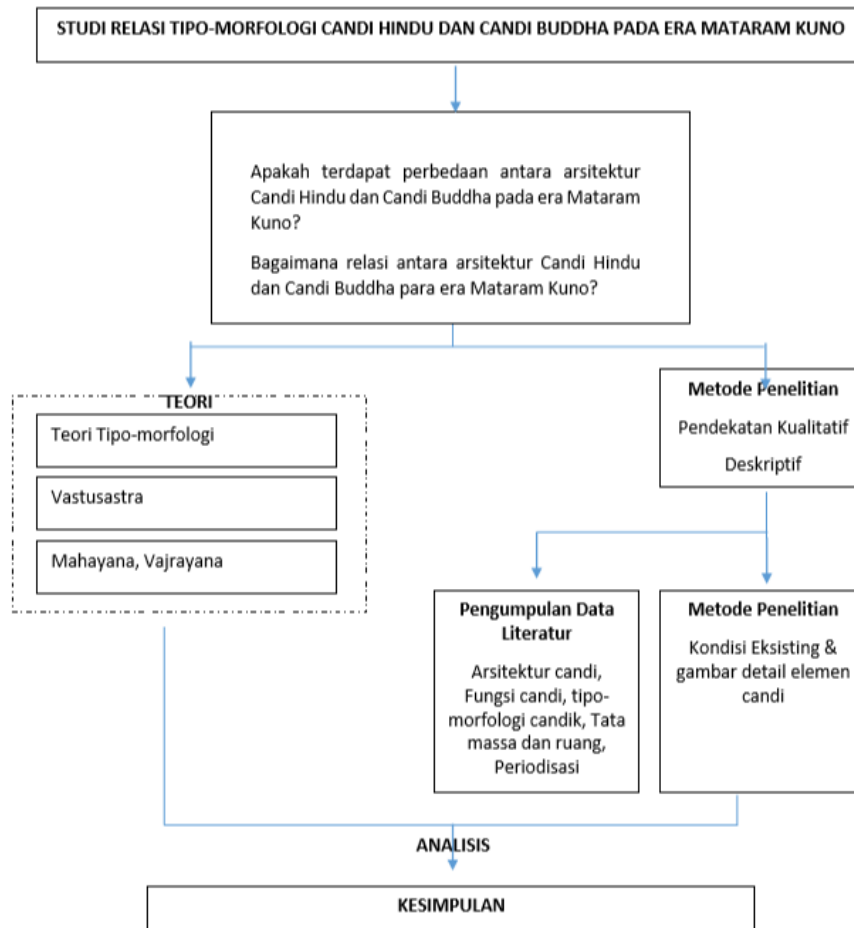 STUDI RELASI TIPO-MORFOLOGI CANDI HINDU DAN CANDI BUDDHA PADA ERA MATARAM KUNO
Apakah terdapat perbedaan antara arsitektur
Candi Hindu dan Candi Buddha pada era Mataram
Kuno?
Bagaimana relasi antara arsitektur Candi Hindu
dan Candi Buddha para era Mataram Kuno?
TEORI
Teori Tipo-morfologi
Vastusastra
Mahayana, Vajrayana
Metode Penelitian
Pendekatan Kualitatif
Deskriptif
Pengumpulan Data
Literatur
Arsitektur candi,
Fungsi candi, tipo-
morfologi candik, Tata
massa dan ruang,
Periodisasi
Metode Penelitian
Kondisi Eksisting &
gambar detail elemen
candi
ANALISIS
KESIMPULAN